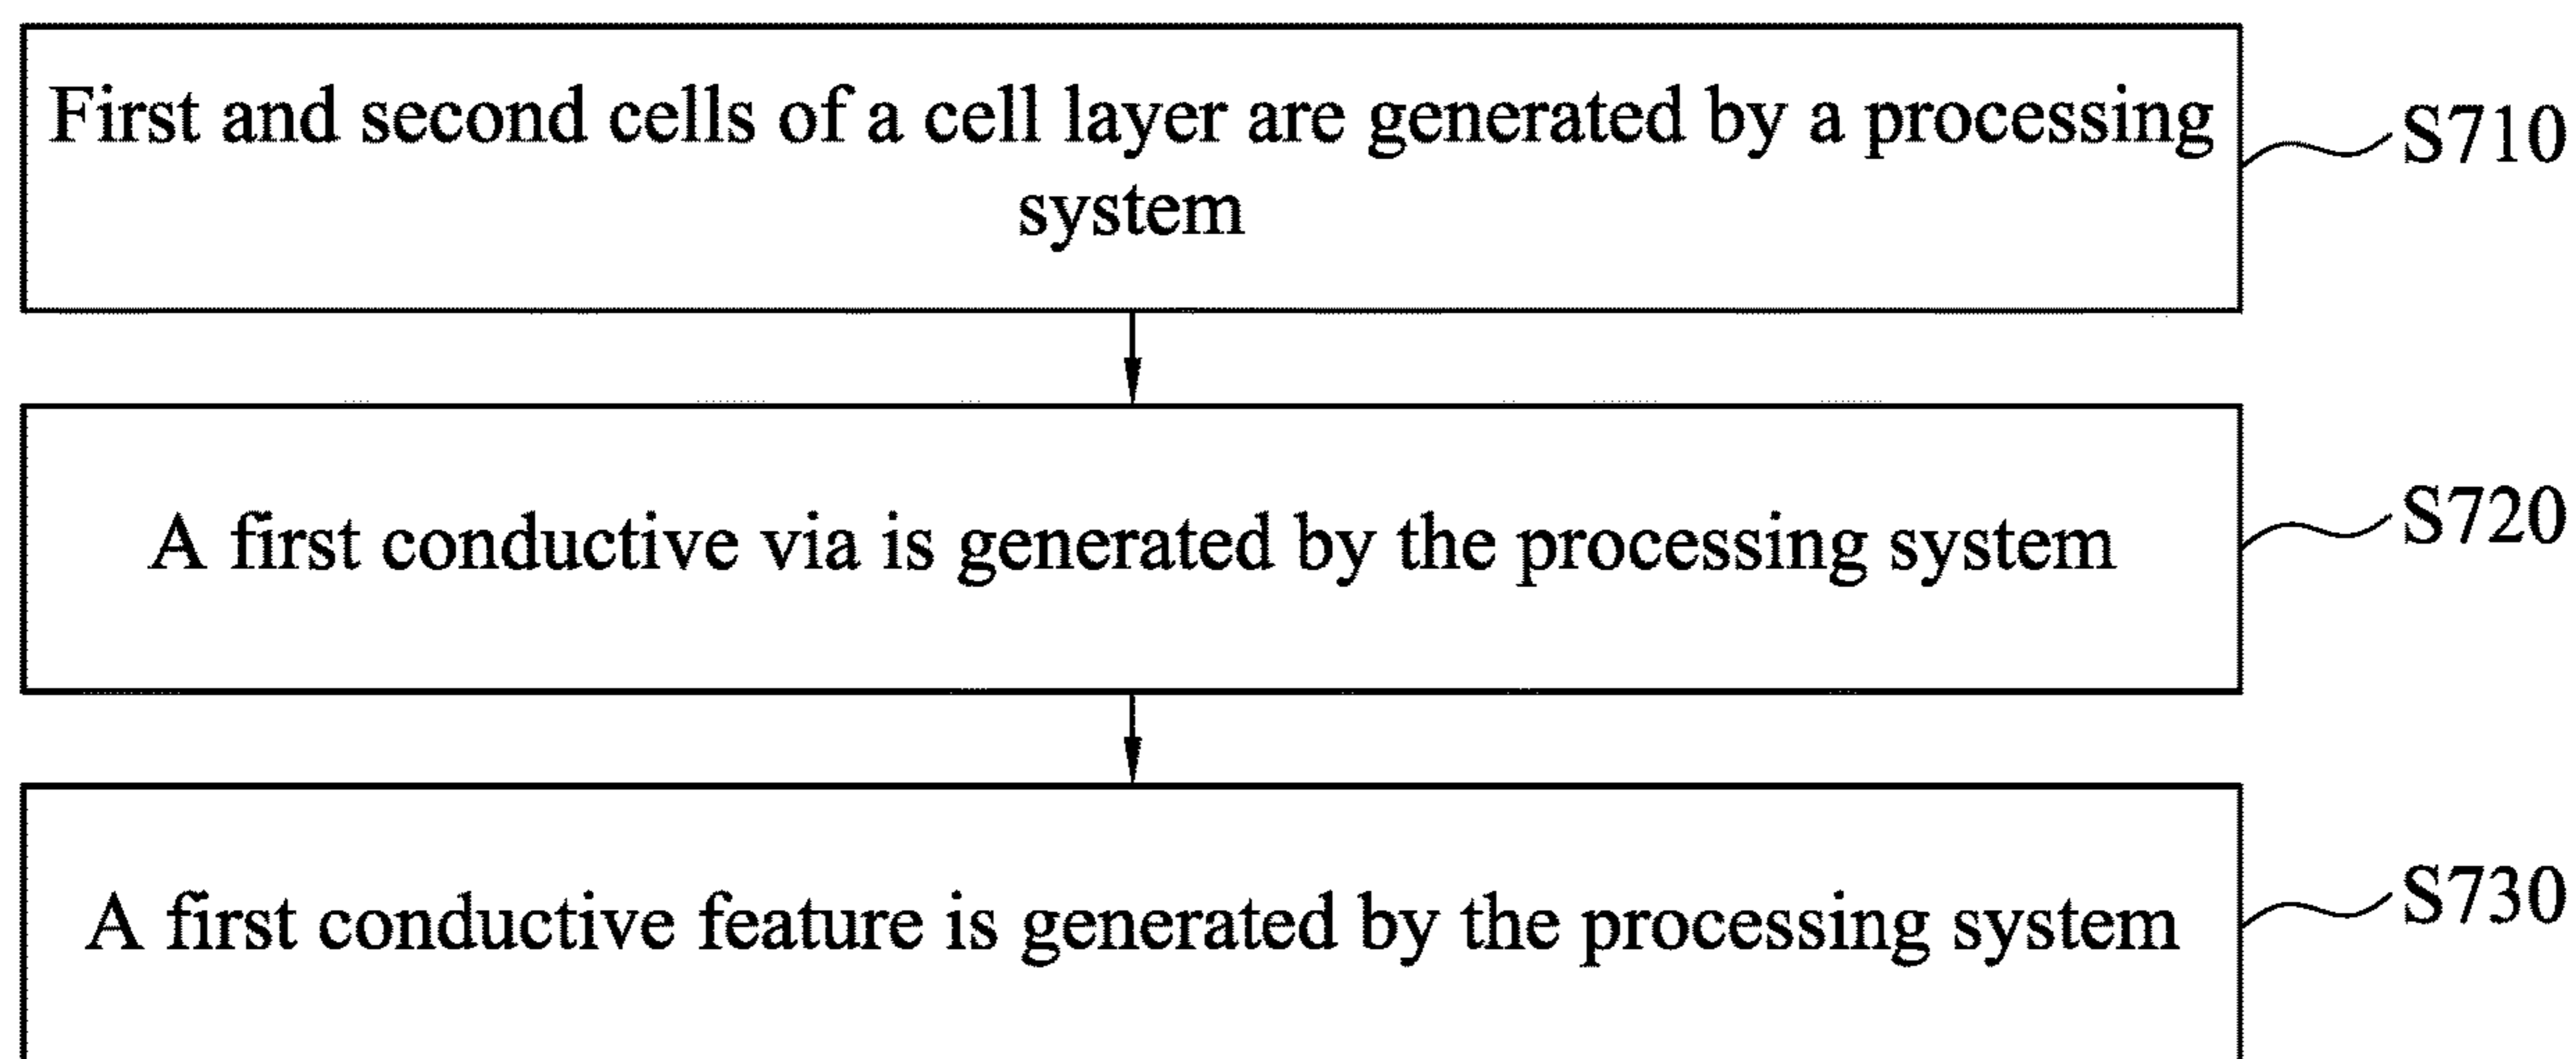 First and second cells of a cell layer are generated by a processing
system
S710
A first conductive via is generated by the processing system
S720
A first conductive feature is generated by the processing system
S730